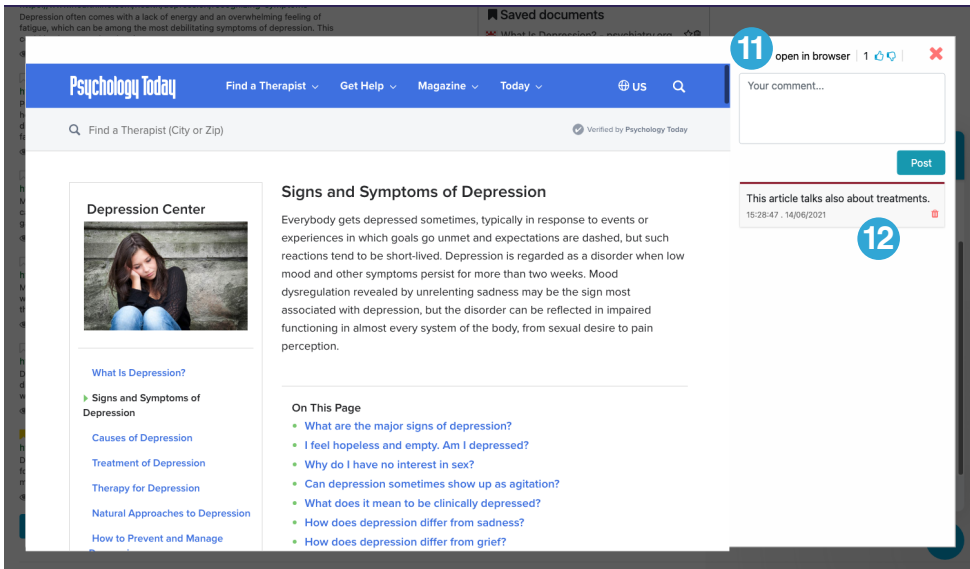 Depression often comes with a lack of energy and an overwhelming feeling of
fatigue, which can be among the most debilitating symptoms of depression. This
Saved documents
What Is Depression? - psychiatry.org
11
open in browser | 1
Psychology Today
Find a Therapist
Get Help
Magazine
Today
US
Your comment...
Find a Therapist (City or Zip)
Verified by Psychology Today
Post
This article talks also about treatments.
15:28:47 . 14/06/2021
12
Depression Center
What Is Depression?
Signs and Symptoms of
Depression
Causes of Depression
Treatment of Depression
Therapy for Depression
Natural Approaches to Depression
How to Prevent and Manage
Signs and Symptoms of Depression
Everybody gets depressed sometimes, typically in response to events or
experiences in which goals go unmet and expectations are dashed, but such
reactions tend to be short-lived. Depression is regarded as a disorder when low
mood and other symptoms persist for more than two weeks. Mood
dysregulation revealed by unrelenting sadness may be the sign most
associated with depression, but the disorder can be reflected in impaired
functioning in almost every system of the body, from sexual desire to pain
perception.
On This Page
What are the major signs of depression?
I feel hopeless and empty. Am I depressed?
Why do I have no interest in sex?
Can depression sometimes show up as agitation?
What does it mean to be clinically depressed?
How does depression differ from sadness?
How does depression differ from grief?